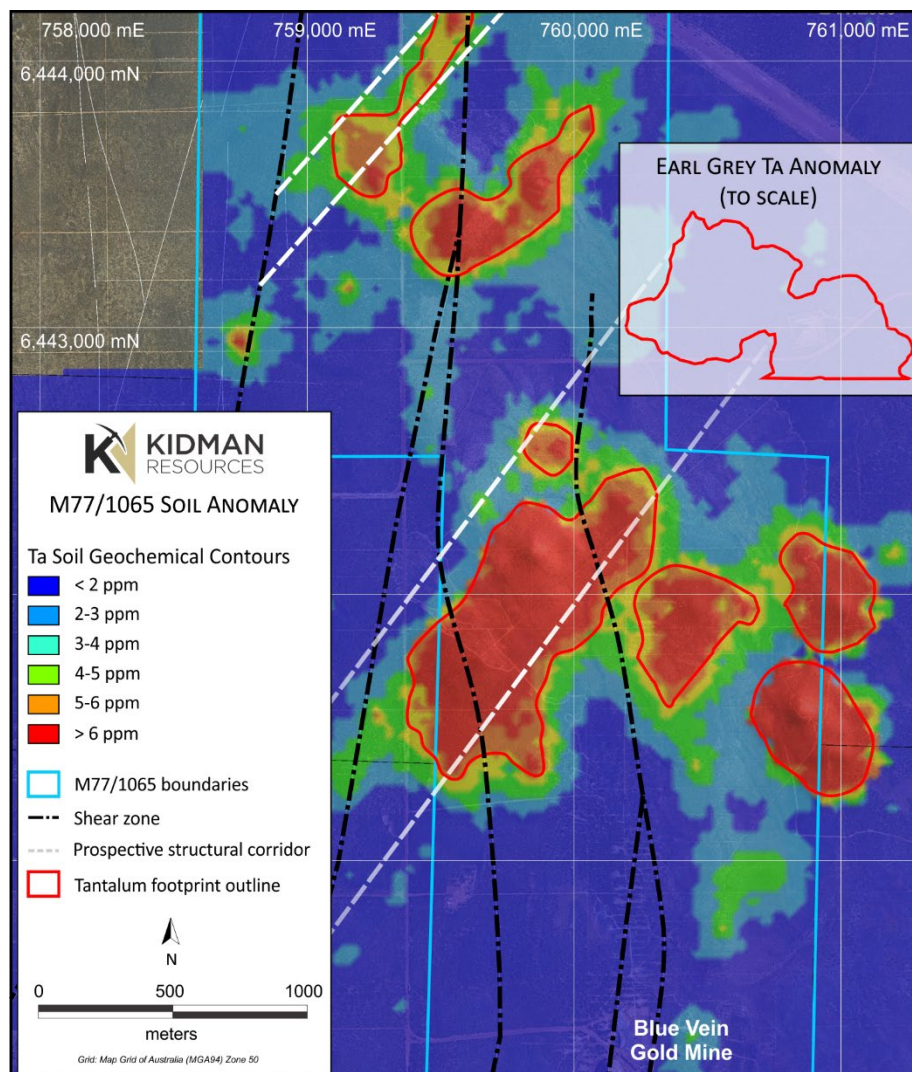 758,000 mE
759,000 mE
760,000 mE
761,000 mE
6,444,000 mN
EARL GREY TA ANOMALY
(TO SCALE)
6,443,000 mN
KIDMAN
RESOURCES
M77/1065 SOIL ANOMALY
Ta Soil Geochemical Contours
< 2 ppm
2-3 ppm
3-4 ppm
4-5 ppm
5-6 ppm
> 6 ppm
M77/1065 boundaries
Shear zone
Prospective structural corridor
Tantalum footprint outline
N
0 500 1000
meters
Grid: Map Grid of Australia (MGA94) Zone 50
Blue Vein
Gold Mine